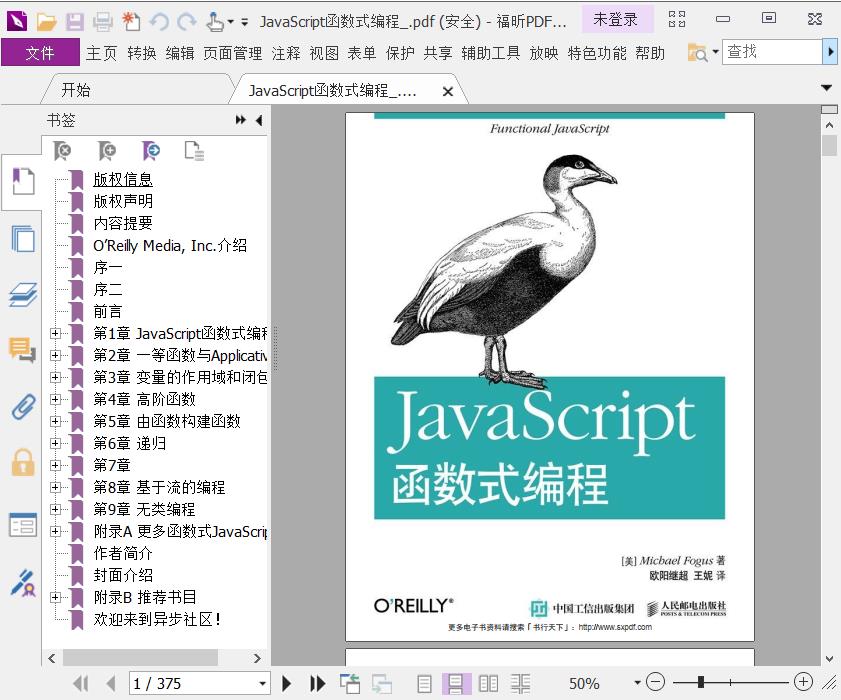 JavaScript函数式编程_.pdf (安全) - 福昕PDF...
未登录
文件 主页 转换 编辑 页面管理 注释 视图 表单 保护 共享 辅助工具 放映 特色功能 帮助
查找
开始
JavaScript函数式编程_....
书签
版权信息
版权声明
内容提要
O’Reilly Media, Inc.介绍
序一
序二
前言
第1章 JavaScript函数式编程
第2章 一等函数与Applicativ
第3章 变量的作用域和闭包
第4章 高阶函数
第5章 由函数构建函数
第6章 递归
第7章
第8章 基于流的编程
第9章 无类编程
附录A 更多函数式JavaScrip
作者简介
封面介绍
附录B 推荐书目
欢迎来到异步社区！
Functional JavaScript
JavaScript
函数式编程
[美] Michael Fogus 著
欧阳继超 王妮 译
O'REILLY®
中国工信出版集团
人民邮电出版社
POSTS & TELECOM PRESS
更多电子书资料请搜索「书行天下」：http://www.sxpdf.com
1 / 375
50%